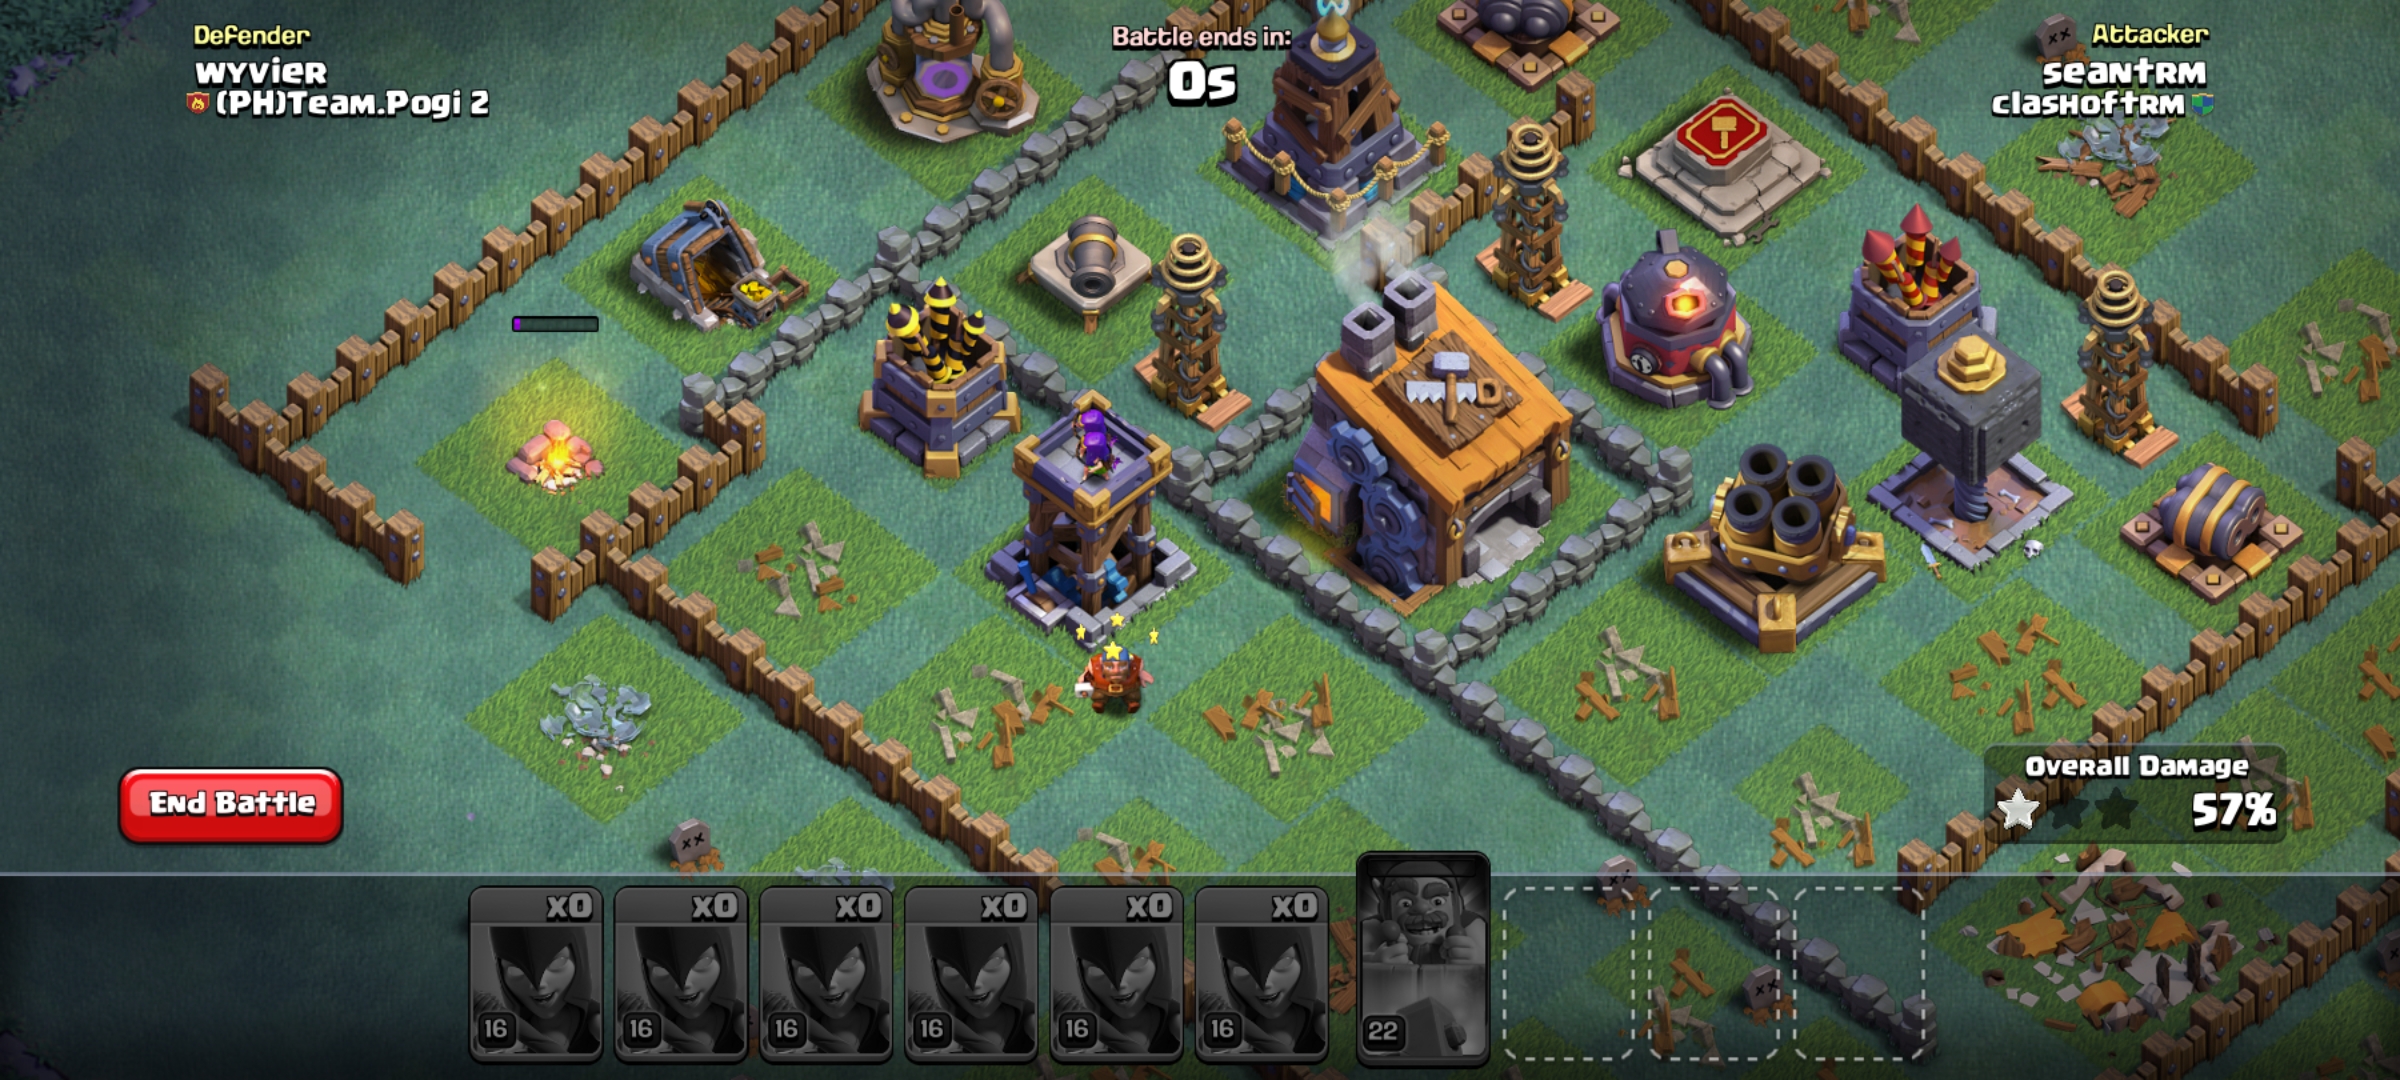 Defender
wyvier
(PH)Team.Pogi 2
Battle ends in:
0s
Attacker
seantrm
clashoftrm
End Battle
Overall Damage
57%
x0 x0 x0 x0 x0 x0
16 16 16 16 16 16 22